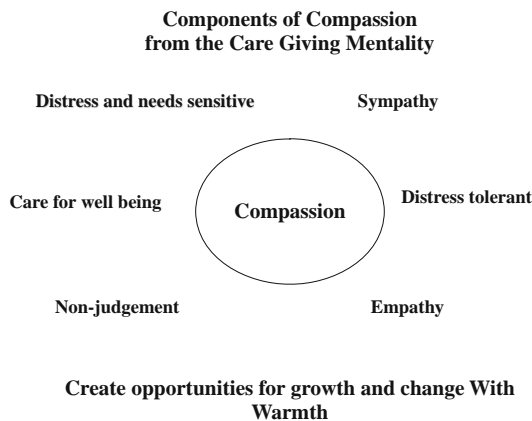 Components of Compassion
from the Care Giving Mentality
Distress and needs sensitive
Sympathy
Care for well being
Compassion
Distress tolerant
Non-judgement
Empathy
Create opportunities for growth and change With
Warmth